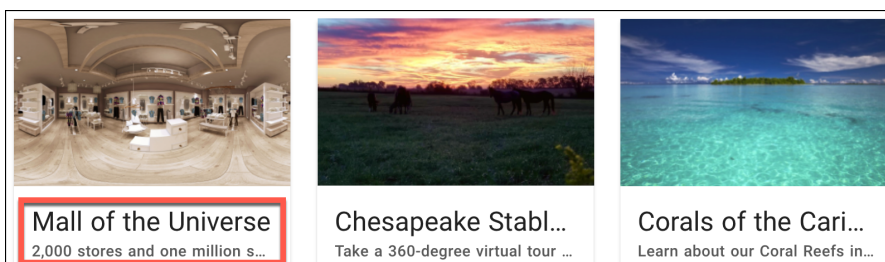 Mall of the Universe
2,000 stores and one million s...
Chesapeake Stabl...
Take a 360-degree virtual tour ...
Corals of the Cari...
Learn about our Coral Reefs in...